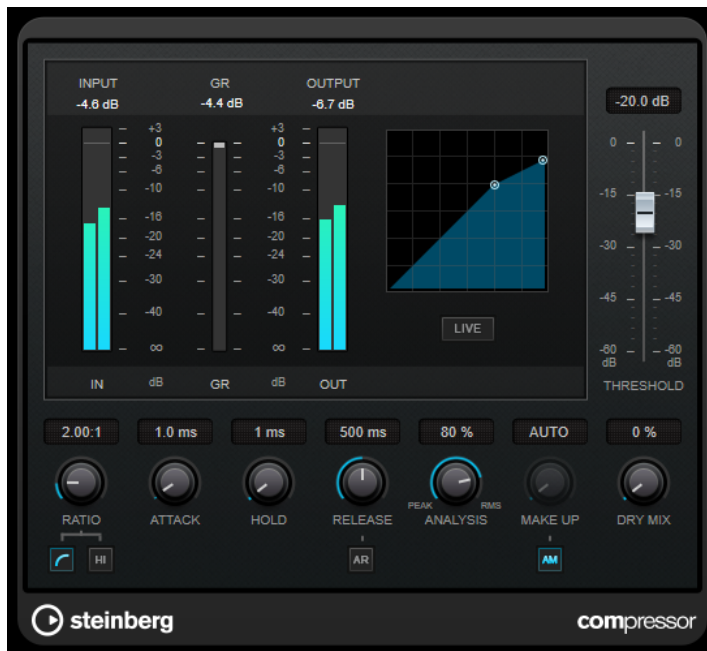 INPUT GR OUTPUT
-4.6 dB -4.4 dB -6.7 dB
-20.0 dB
+3 +3
0 0
-3 -3
-6 -6
-10 -10
-16 -16
-20 -20
-24 -24
-30 -30
-40 -40
∞ ∞
IN dB GR dB OUT
LIVE
0 0
-15 -15
-30 -30
-45 -45
-60 -60
dB dB
THRESHOLD
2.00:1 1.0 ms 1 ms 500 ms 80 % AUTO 0 %
PEAK RMS
RATIO ATTACK HOLD RELEASE ANALYSIS MAKE UP DRY MIX
HI AR AM
steinberg compressor